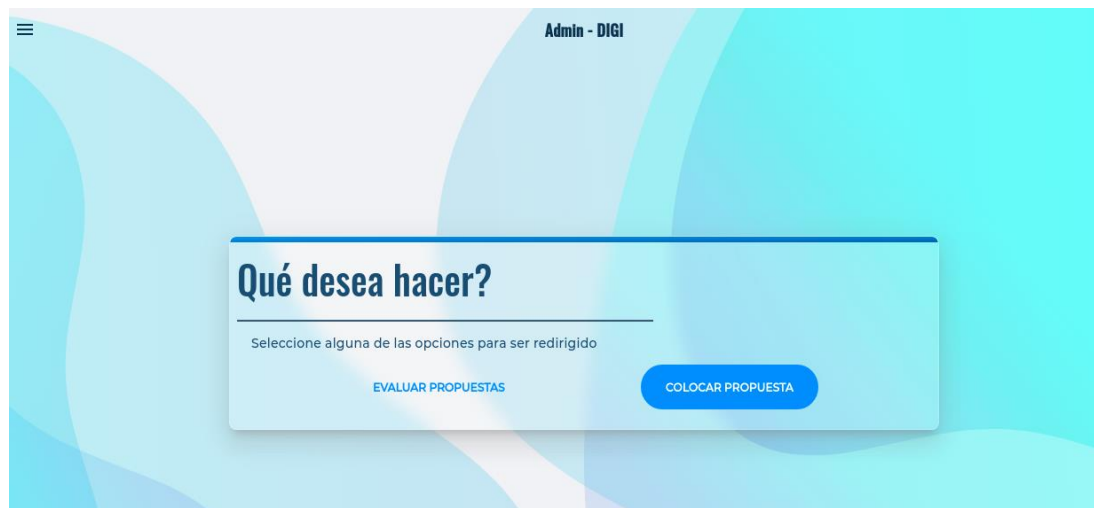 Admin - DIGI
Qué desea hacer?
Seleccione alguna de las opciones para ser redirigido
EVALUAR PROPUESTAS COLOCAR PROPUESTA